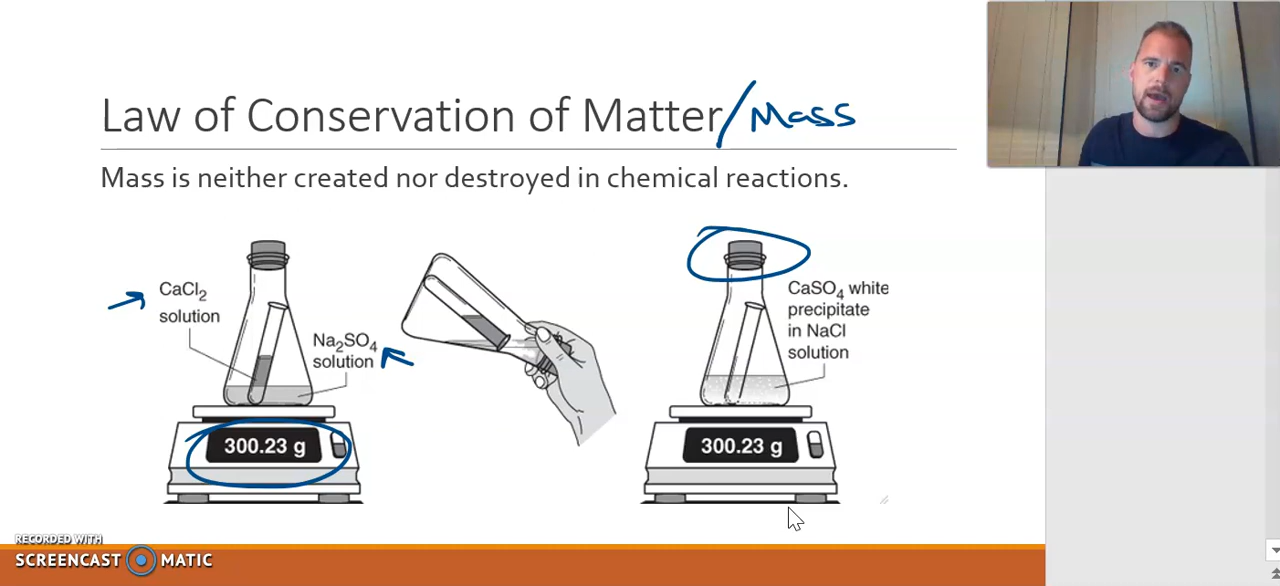 Law of Conservation of Matter/Mass
Mass is neither created nor destroyed in chemical reactions.
CaCl₂
solution
Na₂SO₄
solution
300.23 g
CaSO₄ white
precipitate
in NaCl
solution
300.23 g
RECORDED WITH
SCREENCAST MATIC